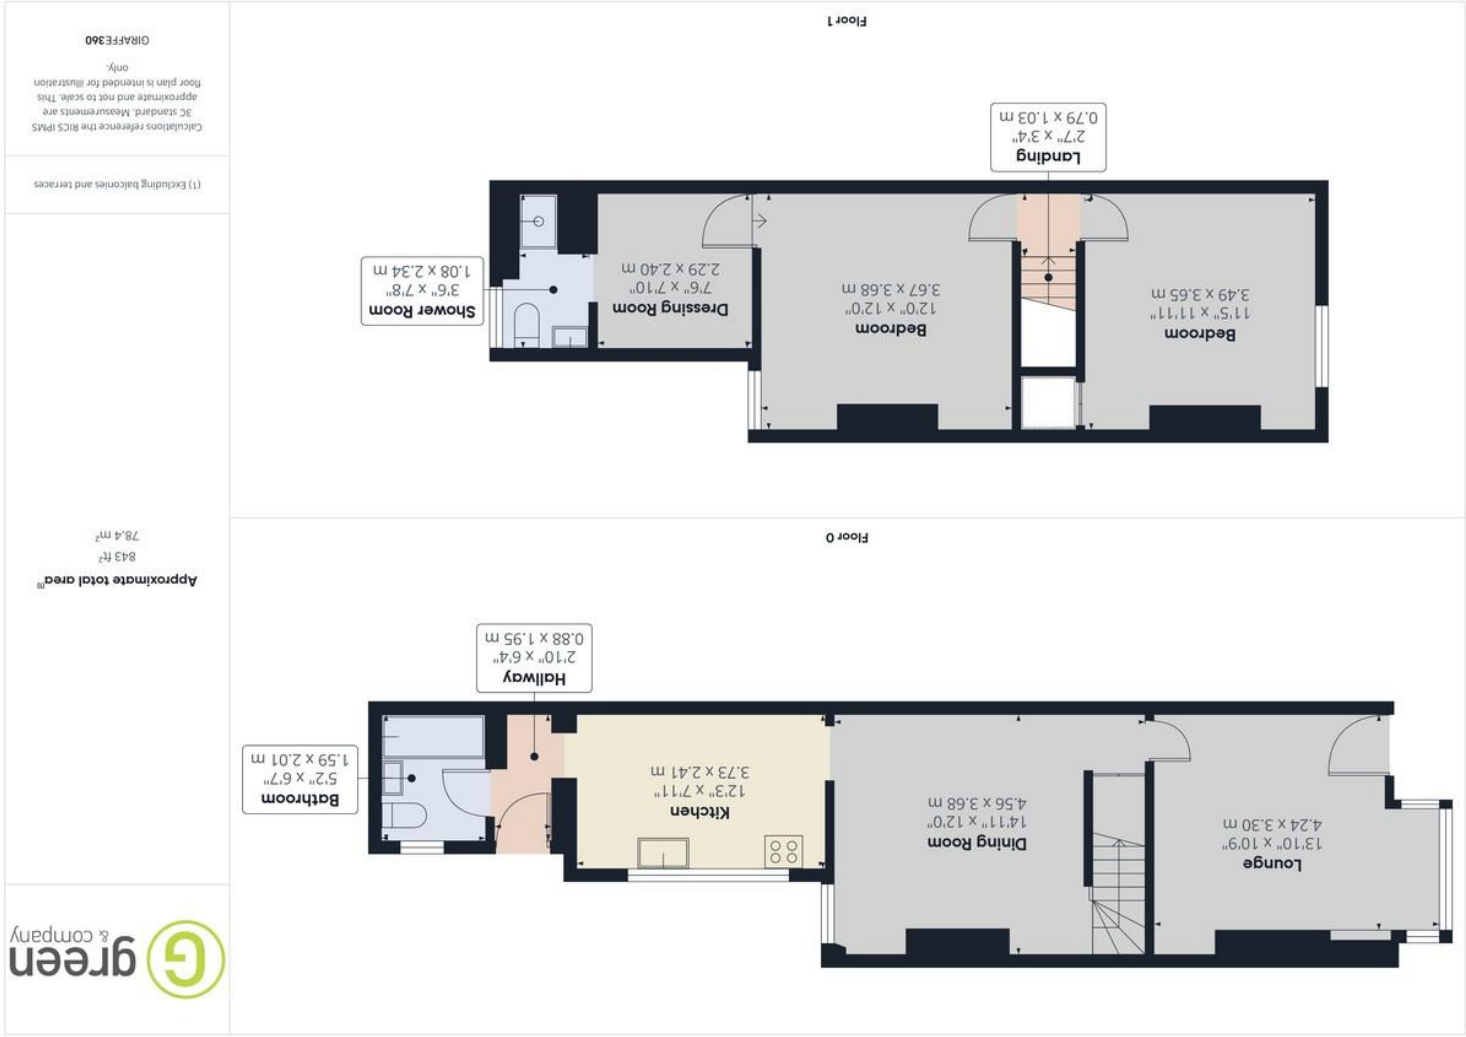 green
& company
Lounge
13'10" x 10'9"
4.24 x 3.30 m
Dining Room
14'11" x 12'0"
4.56 x 3.68 m
Kitchen
12'3" x 7'11"
3.73 x 2.41 m
Bathroom
5'2" x 6'7"
1.59 x 2.01 m
Hallway
2'10" x 6'4"
0.88 x 1.95 m
Floor 0
Approximate total area(1)
843 ft²
78.4 m²
Bedroom
11'5" x 11'11"
3.49 x 3.65 m
Bedroom
12'0" x 12'0"
3.67 x 3.68 m
Dressing Room
7'6" x 7'10"
2.29 x 2.40 m
Shower Room
3'6" x 7'8"
1.08 x 2.34 m
Landing
2'7" x 3'4"
0.79 x 1.03 m
Floor 1
(1) Excluding balconies and terraces
Calculations reference the RICS IPMS
3C standard. Measurements are
approximate and not to scale. This
floor plan is intended for illustration
only.
GIRAFFE360